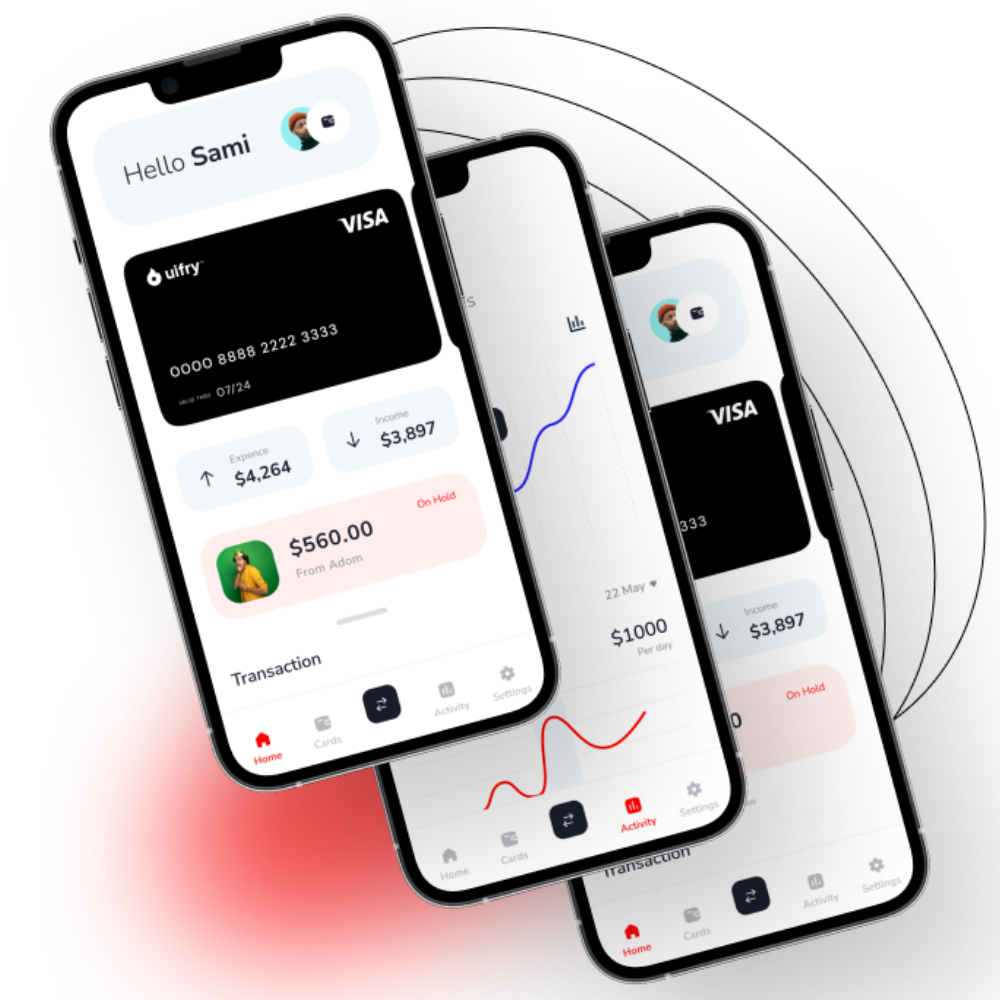 Hello Sami
VISA
uifry
0000 8888 2222 3333
VALID THRU 07/24
Expence
$4,264
Income
$3,897
On Hold
$560.00
From Adom
Transaction
Home
Cards
Activity
Settings
22 May
$1000
Per day
Home
Cards
Activity
Settings
VISA
333
Income
$3,897
On Hold
0
Transaction
Home
Cards
Activity
Settings